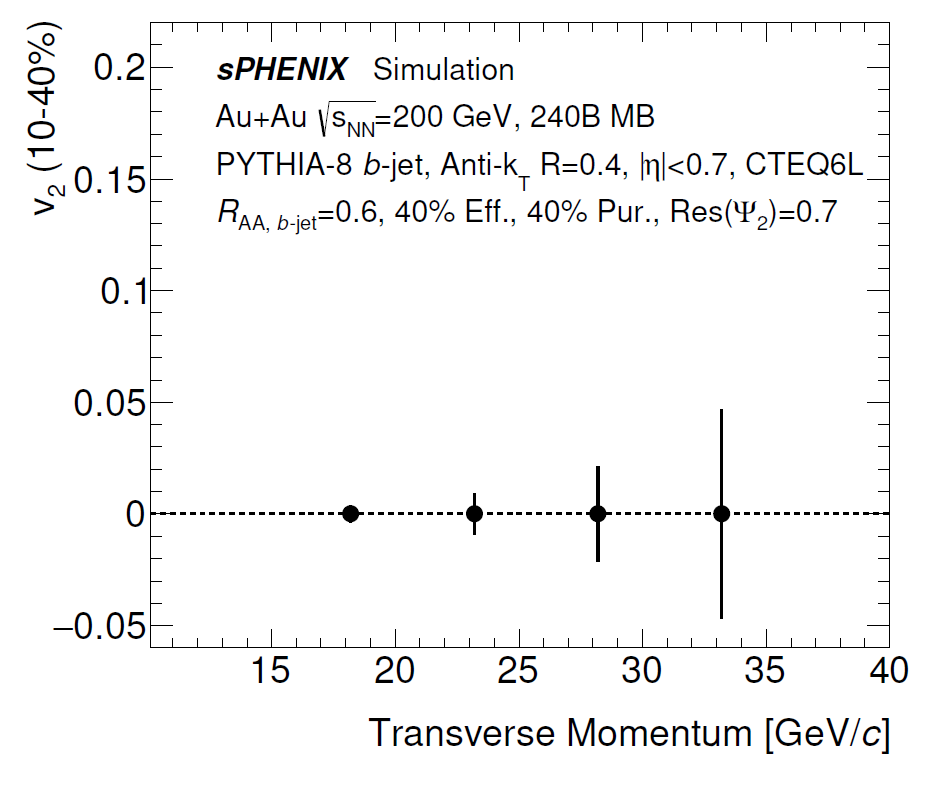 v2 (10-40%)
0.2
0.15
0.1
0.05
0
−0.05
sPHENIX Simulation
Au+Au √sNN=200 GeV, 240B MB
PYTHIA-8 b-jet, Anti-kT R=0.4, |η|<0.7, CTEQ6L
RAA, b-jet=0.6, 40% Eff., 40% Pur., Res(Ψ2)=0.7
15 20 25 30 35 40
Transverse Momentum [GeV/c]